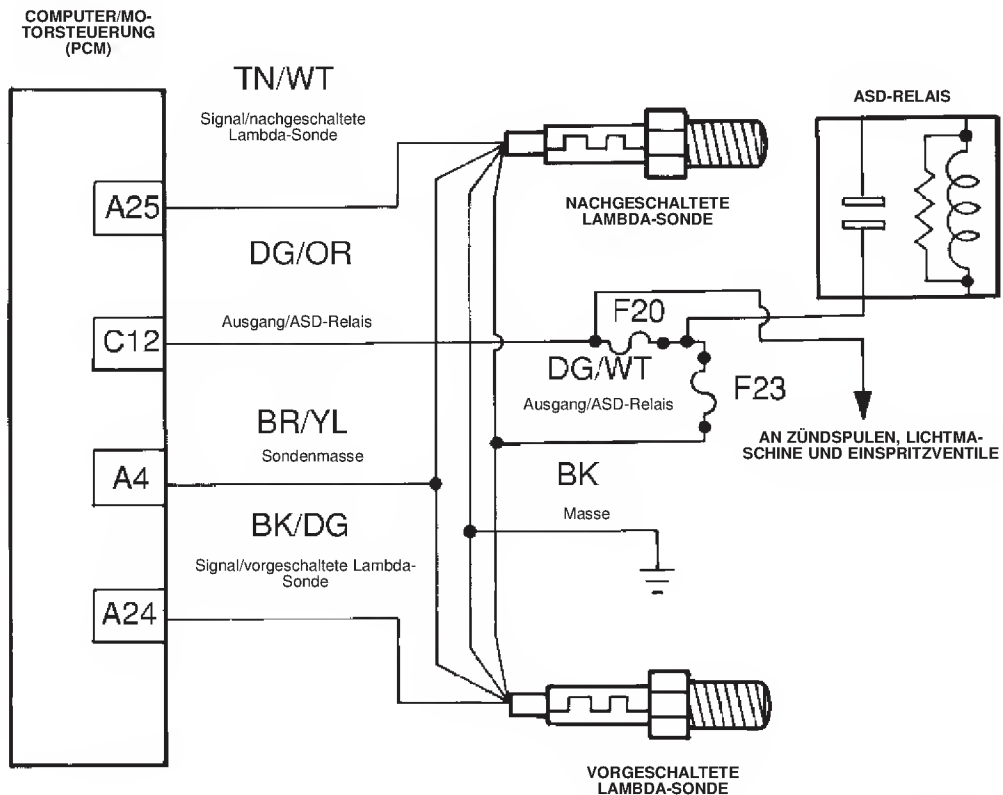 COMPUTER/MO-
TORSTEUERUNG
(PCM)
TN/WT
Signal/nachgeschaltete
Lambda-Sonde
A25
NACHGESCHALTETE
LAMBDA-SONDE
ASD-RELAIS
DG/OR
Ausgang/ASD-Relais
C12
F20
DG/WT
Ausgang/ASD-Relais
F23
AN ZÜNDSPULEN, LICHTMA-
SCHINE UND EINSPRITZVENTILE
BR/YL
Sondenmasse
A4
BK
Masse
BK/DG
Signal/vorgeschaltete Lambda-
Sonde
A24
VORGESCHALTETE
LAMBDA-SONDE